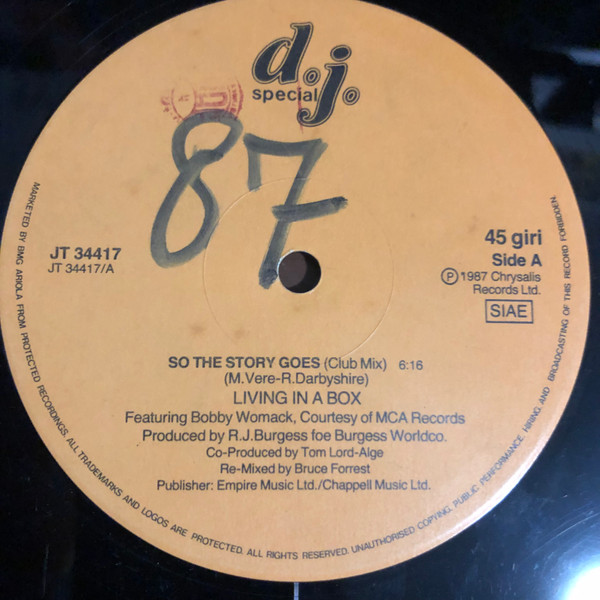 d.j.
special
87
JT 34417
JT 34417/A
45 giri
Side A
Ⓟ 1987 Chrysalis
Records Ltd.
SIAE
SO THE STORY GOES (Club Mix) 6:16
(M.Vere-R.Darbyshire)
LIVING IN A BOX
Featuring Bobby Womack, Courtesy of MCA Records
Produced by R.J.Burgess foe Burgess Worldco.
Co-Produced by Tom Lord-Alge
Re-Mixed by Bruce Forrest
Publisher: Empire Music Ltd./Chappell Music Ltd.
MARKETED BY BMG ARIOLA FROM PROTECTED RECORDINGS. ALL TRADEMARKS AND LOGOS ARE PROTECTED. ALL RIGHTS RESERVED. UNAUTHORISED COPYING, PUBLIC PERFORMANCE, HIRING, AND BROADCASTING OF THIS RECORD FORBIDDEN.